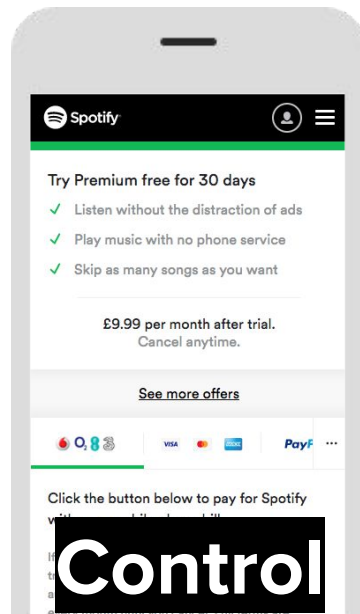 Spotify
Try Premium free for 30 days
✓ Listen without the distraction of ads
✓ Play music with no phone service
✓ Skip as many songs as you want
£9.99 per month after trial.
Cancel anytime.
See more offers
O2 3 VISA PayP ...
Click the button below to pay for Spotify
Control